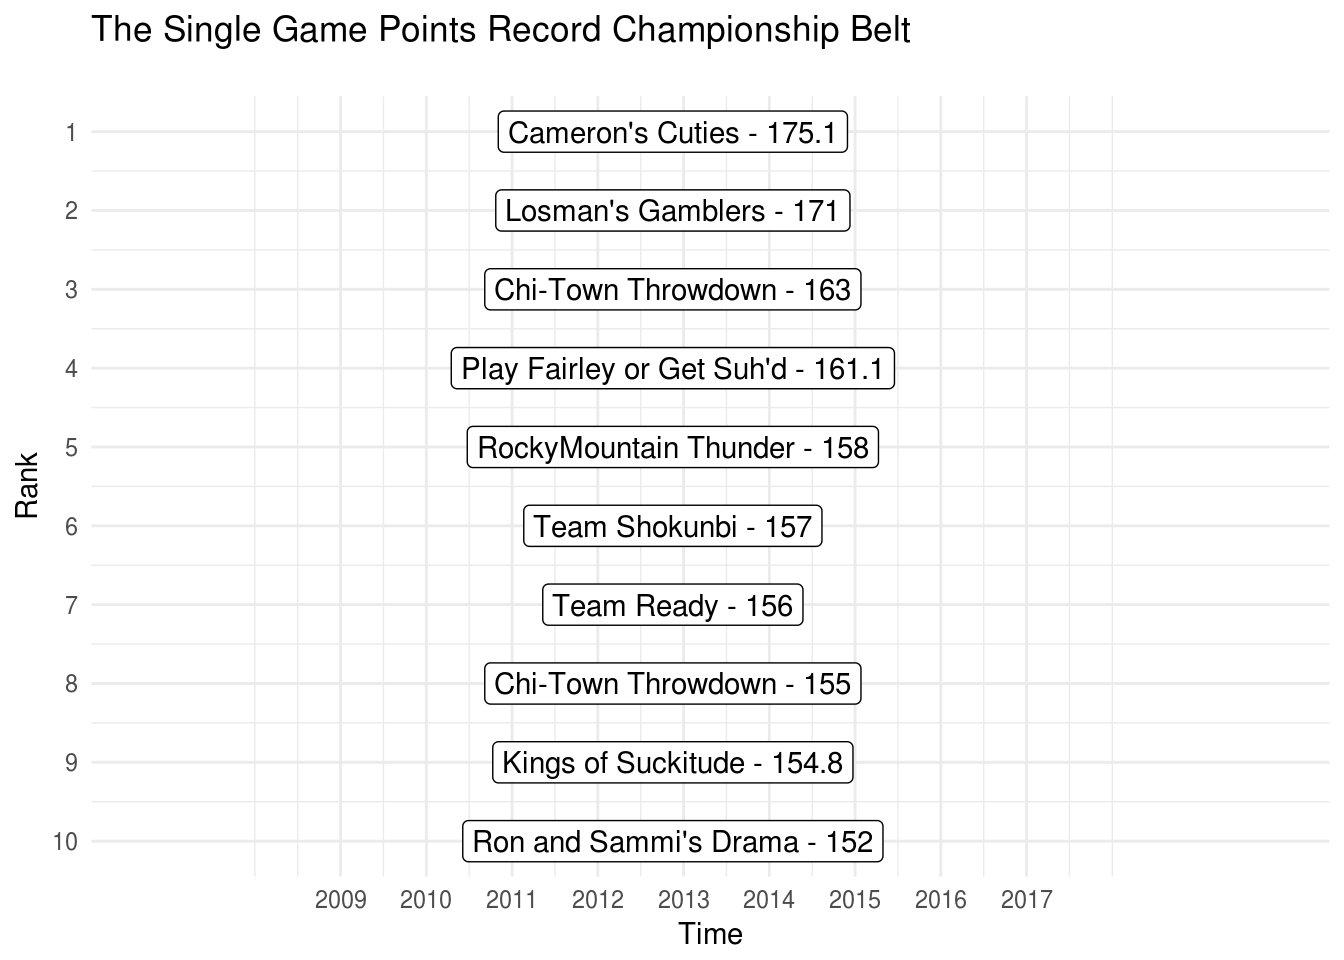 The Single Game Points Record Championship Belt
1
Cameron's Cuties - 175.1
2
Losman's Gamblers - 171
3
Chi-Town Throwdown - 163
4
Play Fairley or Get Suh'd - 161.1
5
RockyMountain Thunder - 158
Rank
6
Team Shokunbi - 157
7
Team Ready - 156
8
Chi-Town Throwdown - 155
9
Kings of Suckitude - 154.8
10
Ron and Sammi's Drama - 152
2009 2010 2011 2012 2013 2014 2015 2016 2017
Time